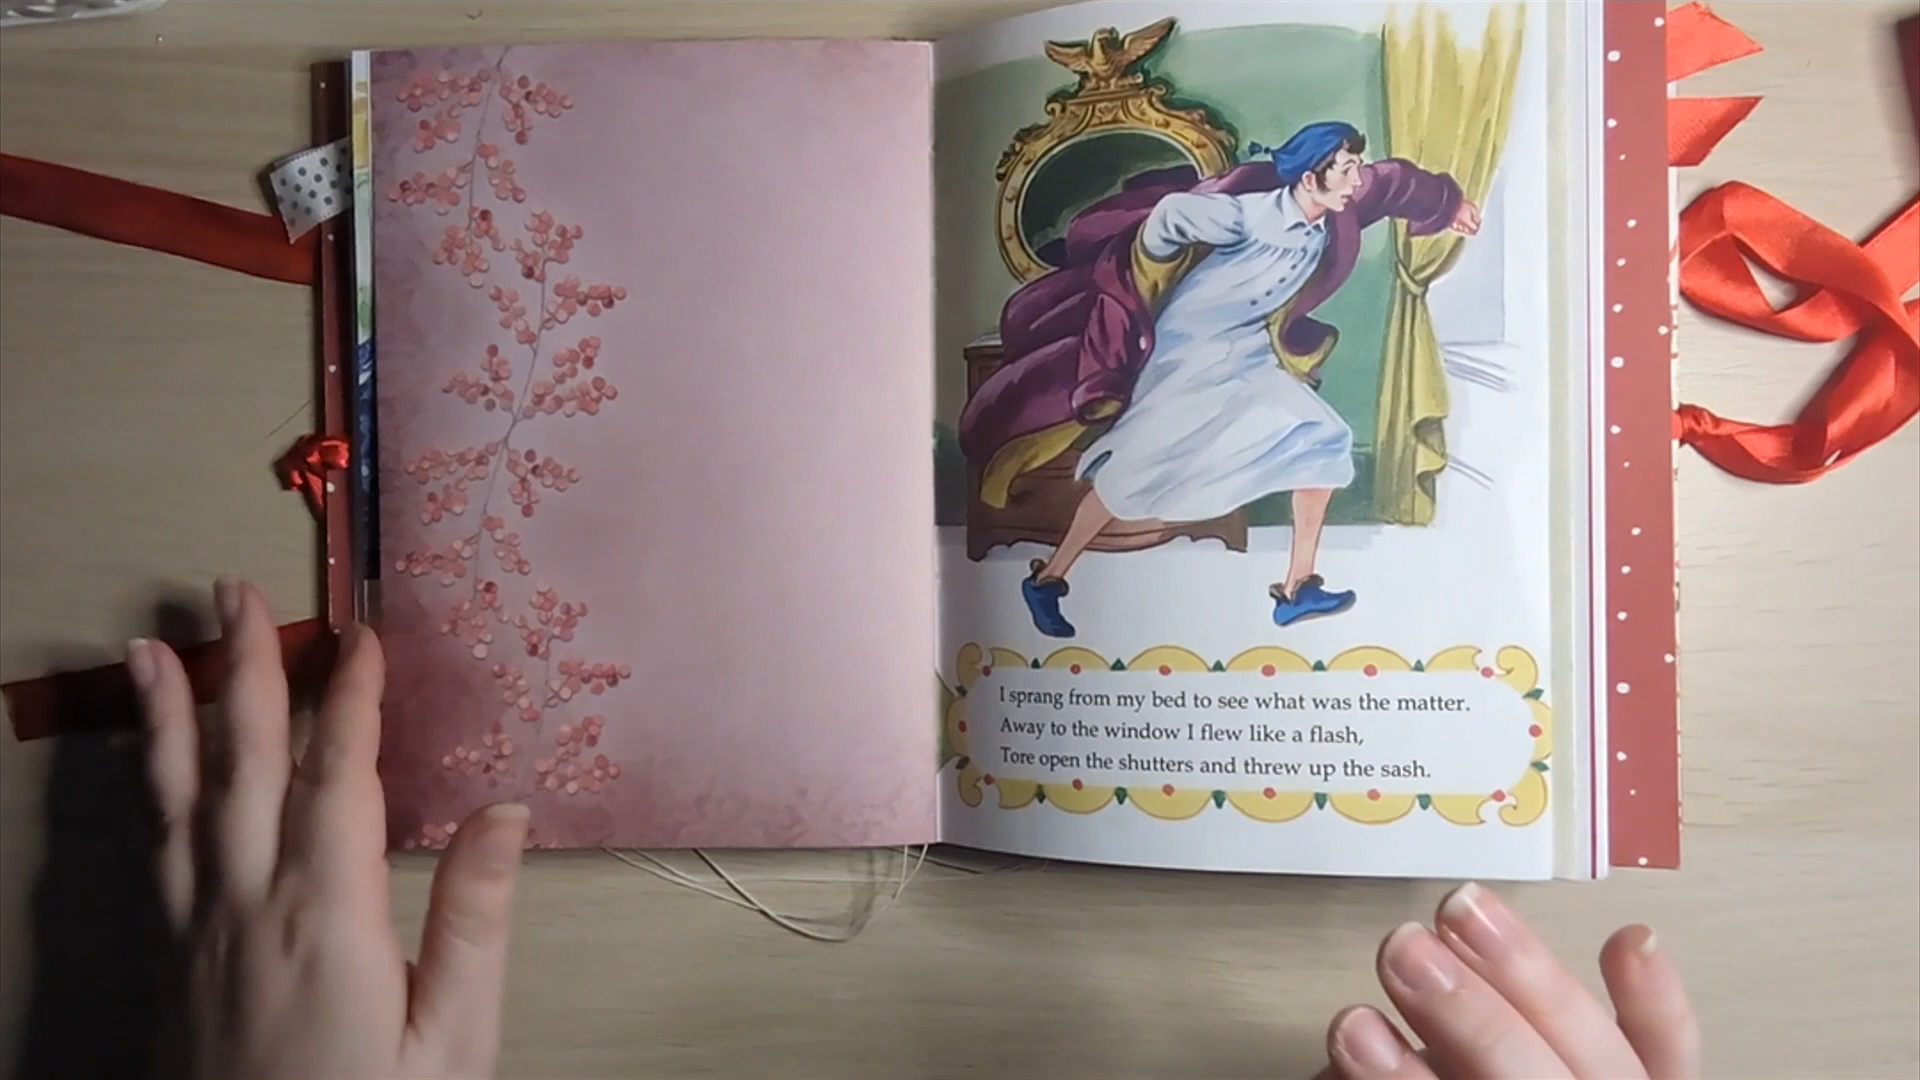 I sprang from my bed to see what was the matter.
Away to the window I flew like a flash,
Tore open the shutters and threw up the sash.